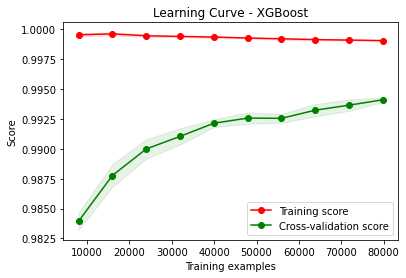 Learning Curve - XGBoost
1.0000
0.9975
0.9950
0.9925
0.9900
0.9875
0.9850
0.9825
Score
Training score
Cross-validation score
10000 20000 30000 40000 50000 60000 70000 80000
Training examples